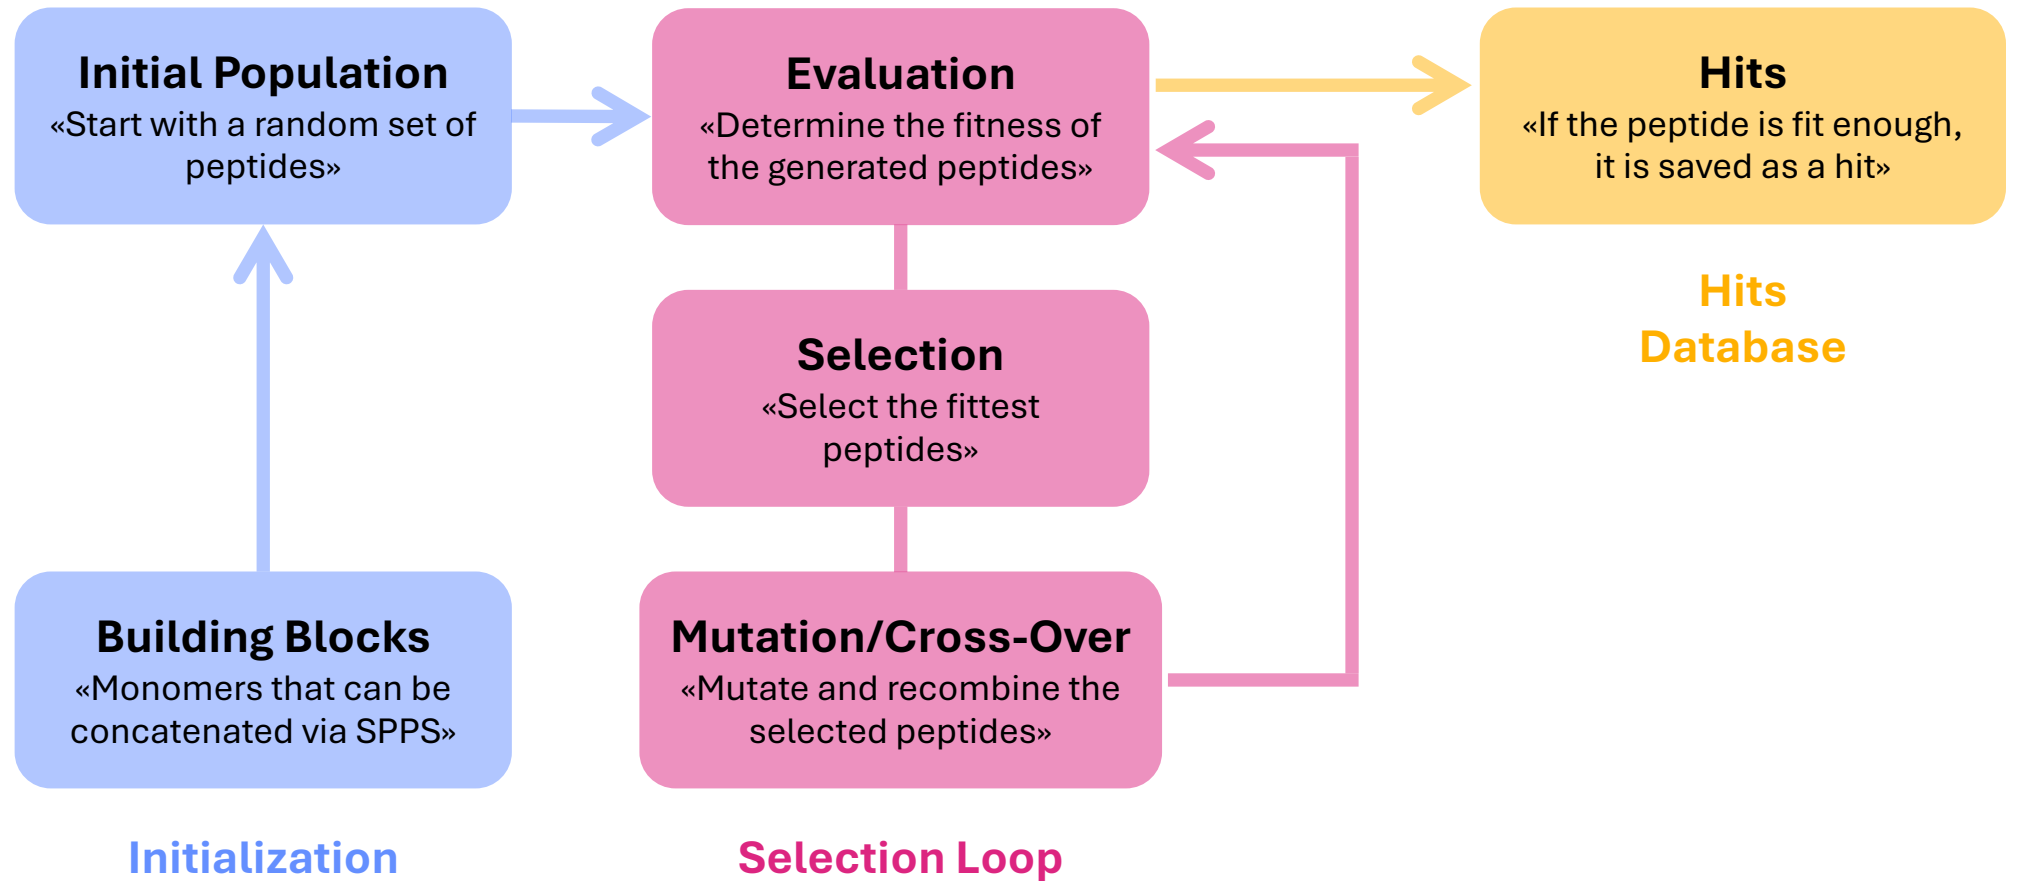 Initial Population
«Start with a random set of
peptides»
Evaluation
«Determine the fitness of
the generated peptides»
Hits
«If the peptide is fit enough,
it is saved as a hit»
Hits
Database
Selection
«Select the fittest
peptides»
Building Blocks
«Monomers that can be
concatenated via SPPS»
Mutation/Cross-Over
«Mutate and recombine the
selected peptides»
Initialization
Selection Loop